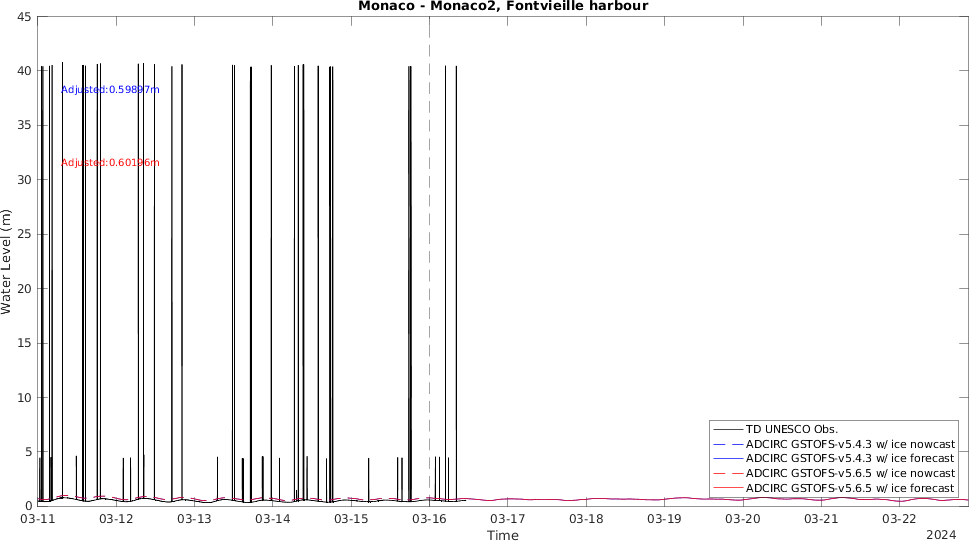 Monaco - Monaco2, Fontvieille harbour
Water Level (m)
45
40
35
30
25
20
15
10
5
0
Adjusted:0.59897m
Adjusted:0.60196m
TD UNESCO Obs.
ADCIRC GSTOFS-v5.4.3 w/ ice nowcast
ADCIRC GSTOFS-v5.4.3 w/ ice forecast
ADCIRC GSTOFS-v5.6.5 w/ ice nowcast
ADCIRC GSTOFS-v5.6.5 w/ ice forecast
03-11 03-12 03-13 03-14 03-15 03-16 03-17 03-18 03-19 03-20 03-21 03-22
Time
2024